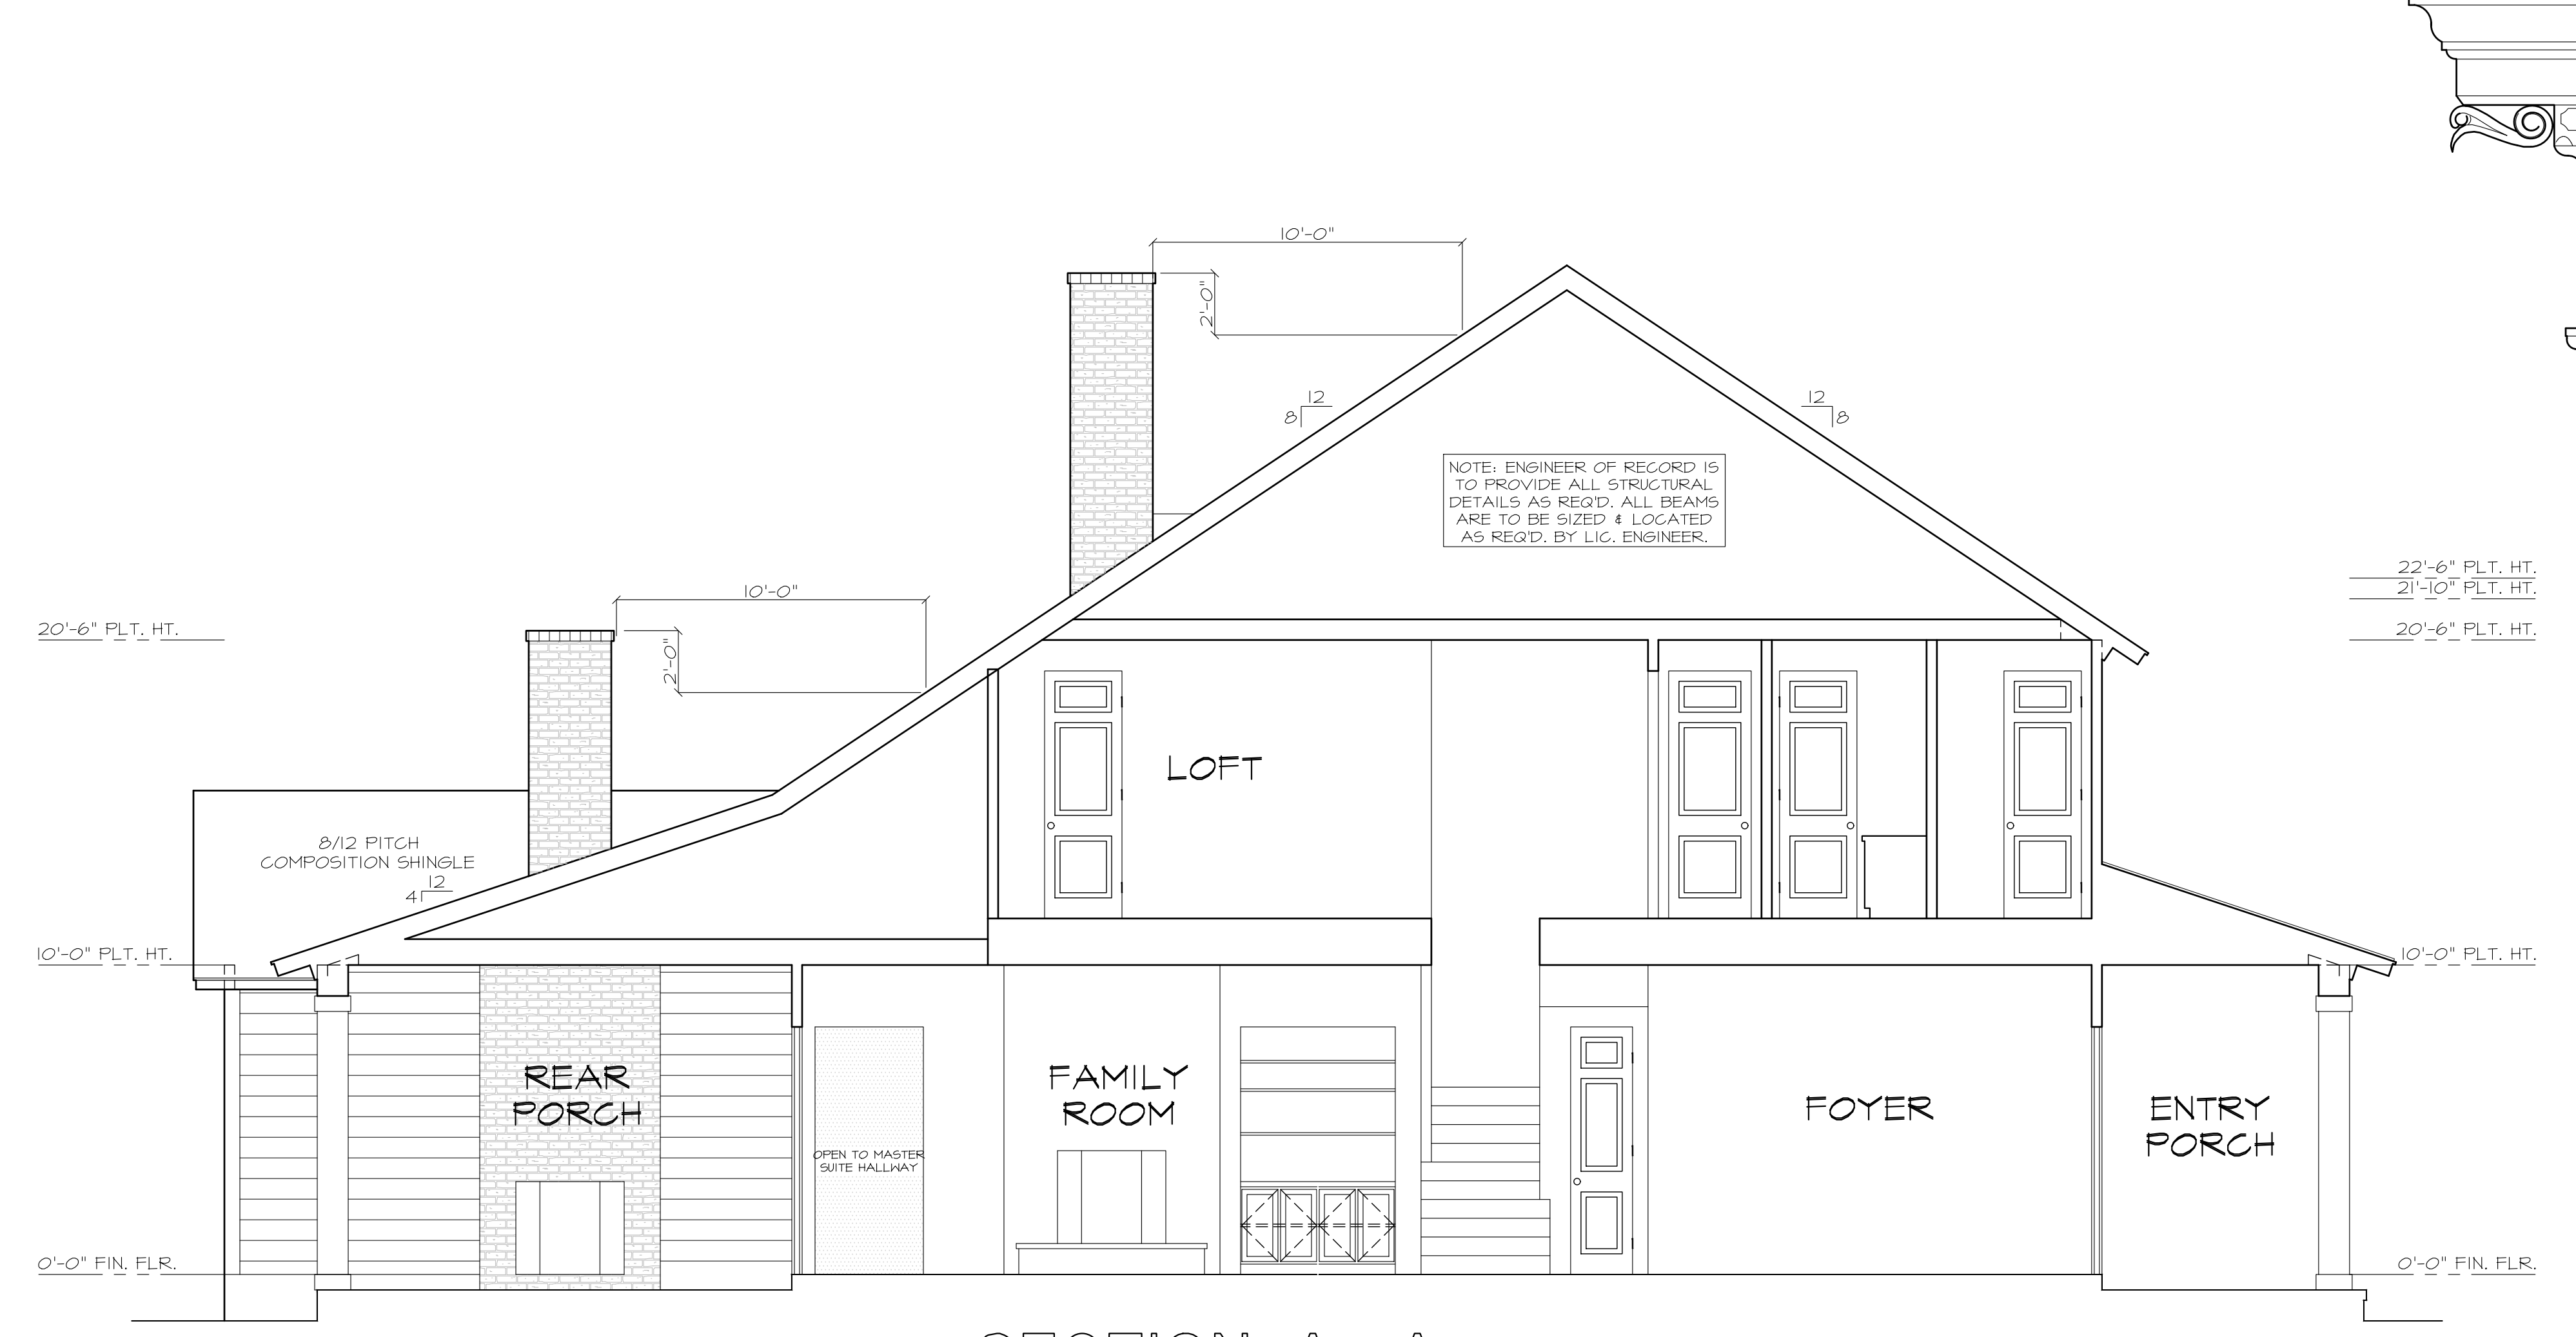 10'-0"
2'-0"
12
8
12
8
NOTE: ENGINEER OF RECORD IS
TO PROVIDE ALL STRUCTURAL
DETAILS AS REQ'D. ALL BEAMS
ARE TO BE SIZED & LOCATED
AS REQ'D. BY LIC. ENGINEER.
22'-6" PLT. HT.
21'-10" PLT. HT.
20'-6" PLT. HT.
10'-0"
2'-0"
20'-6" PLT. HT.
LOFT
8/12 PITCH
COMPOSITION SHINGLE
12
4
10'-0" PLT. HT.
10'-0" PLT. HT.
REAR
PORCH
OPEN TO MASTER
SUITE HALLWAY
FAMILY
ROOM
FOYER
ENTRY
PORCH
0'-0" FIN. FLR.
0'-0" FIN. FLR.